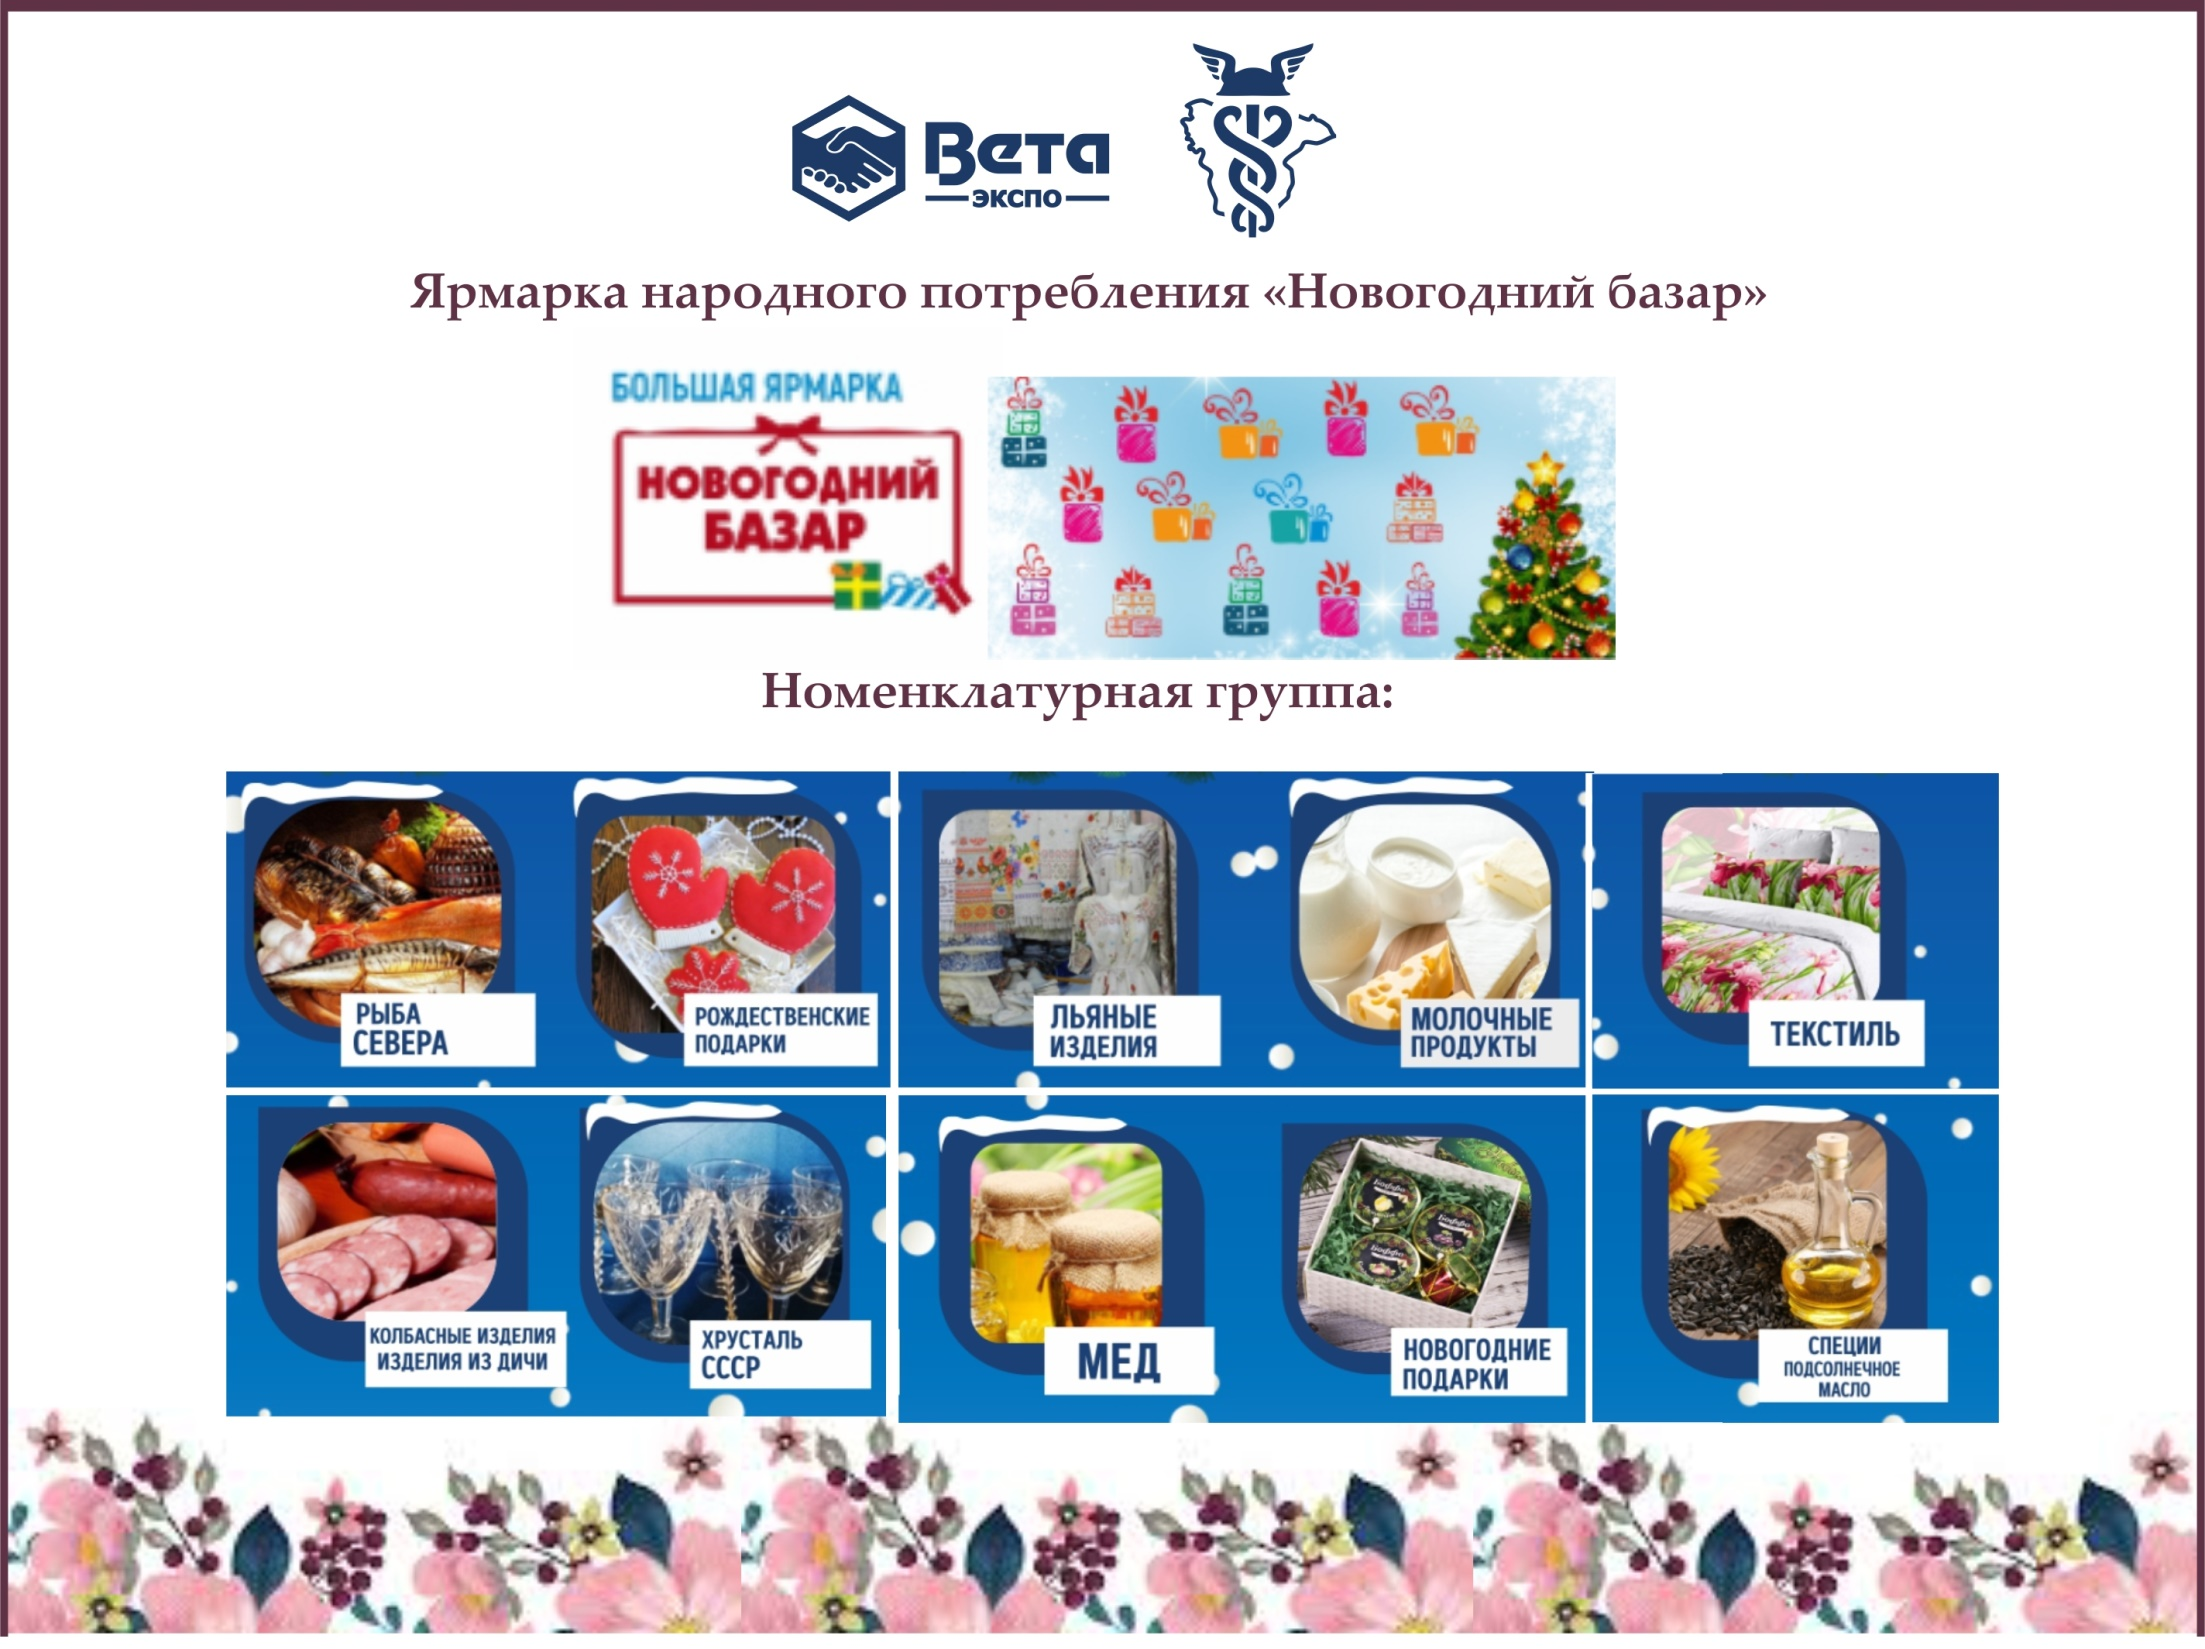 Вета
экспо
Ярмарка народного потребления «Новогодний базар»
БОЛЬШАЯ ЯРМАРКА
НОВОГОДНИЙ
БАЗАР
Номенклатурная группа:
РЫБА
СЕВЕРА
РОЖДЕСТВЕНСКИЕ
ПОДАРКИ
ЛЬЯНЫЕ
ИЗДЕЛИЯ
МОЛОЧНЫЕ
ПРОДУКТЫ
ТЕКСТИЛЬ
КОЛБАСНЫЕ ИЗДЕЛИЯ
ИЗДЕЛИЯ ИЗ ДИЧИ
ХРУСТАЛЬ
СССР
МЕД
НОВОГОДНИЕ
ПОДАРКИ
СПЕЦИИ
ПОДСОЛНЕЧНОЕ
МАСЛО